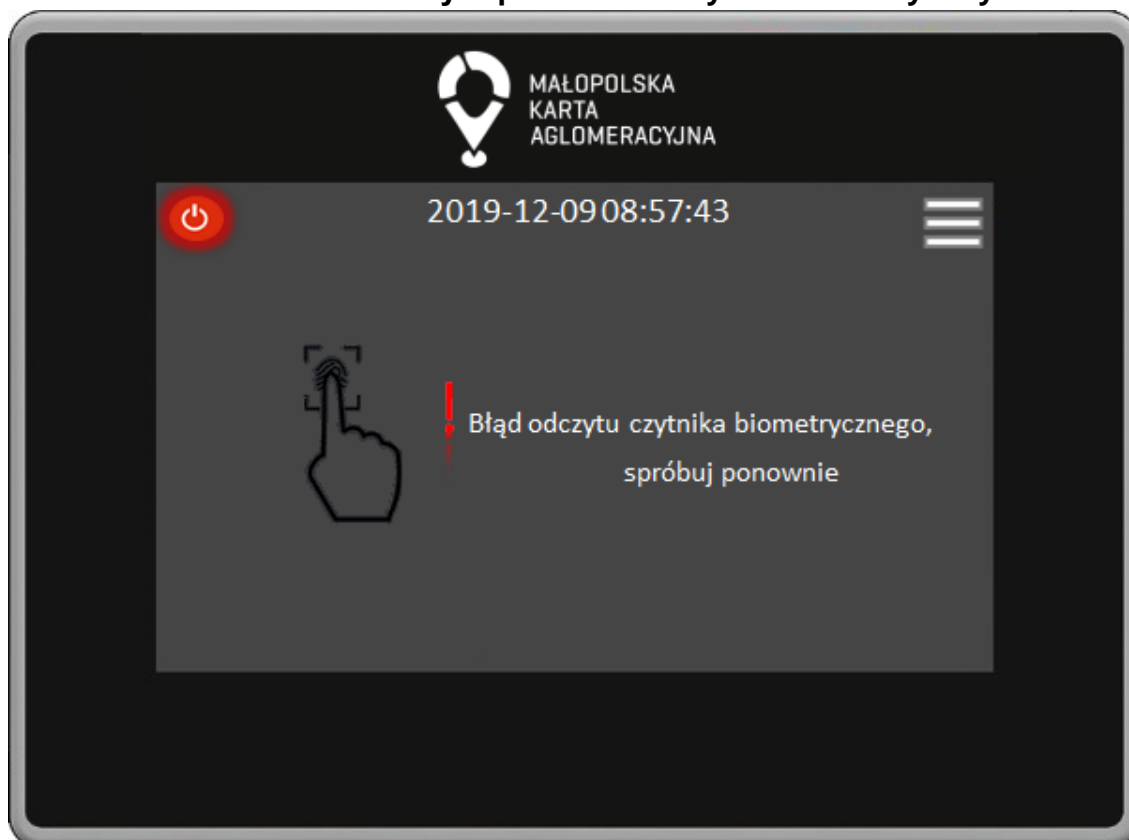 MAŁOPOLSKA
KARTA
AGLOMERACYJNA
2019-12-09 08:57:43
Błąd odczytu czytnika biometrycznego,
spróbuj ponownie